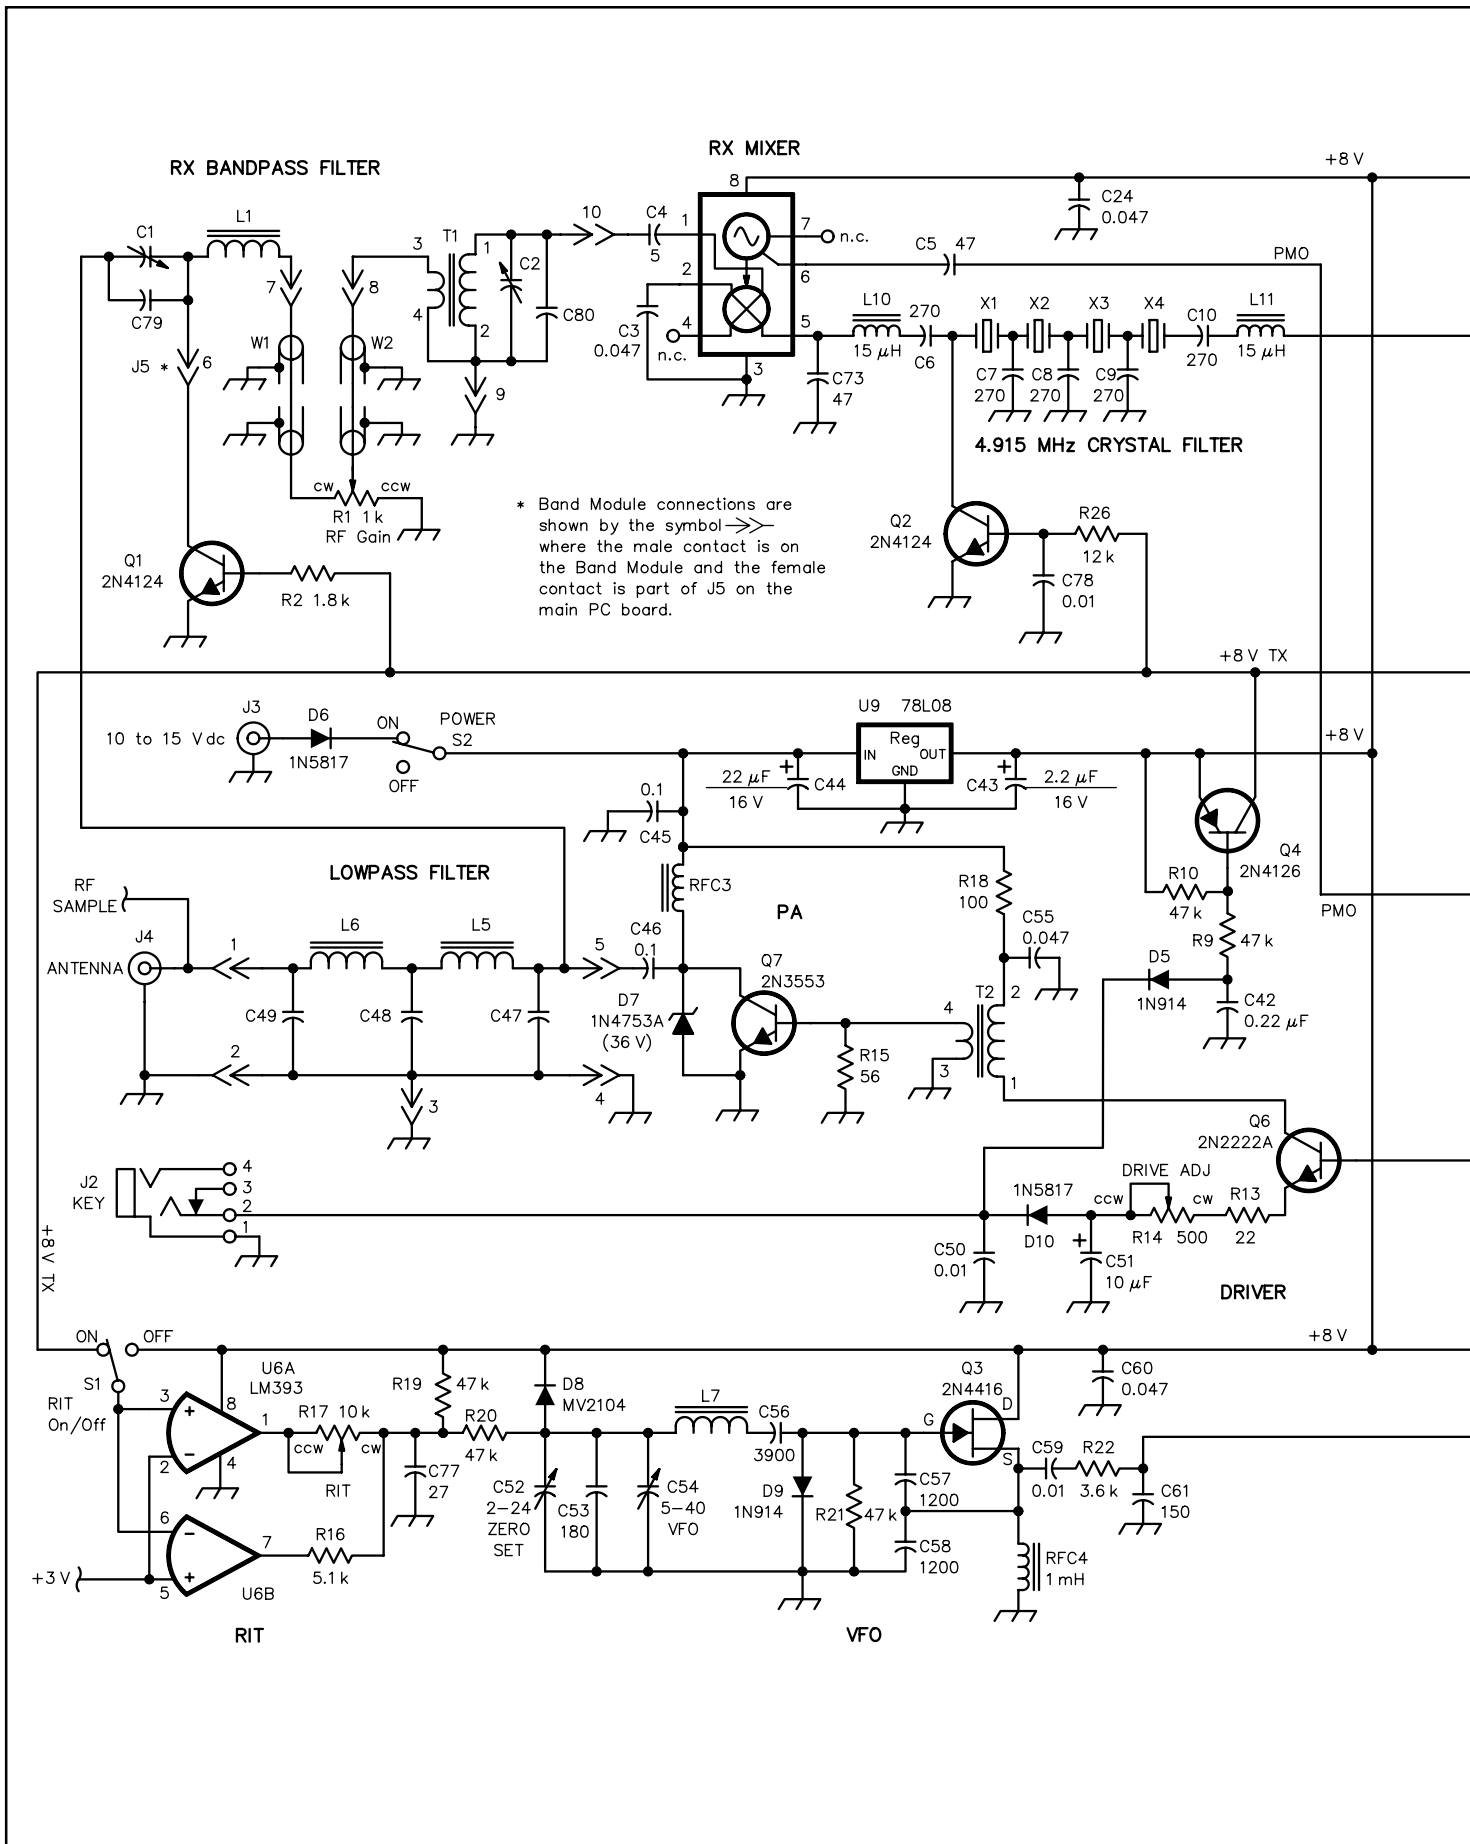 RX BANDPASS FILTER
RX MIXER
+8 V
C24
0.047
C1
L1
C79
J5 *
6
7
8
W1
W2
3
T1
1
4
2
C2
C80
10
C4
5
9
8
1
2
4
n.c.
C3
0.047
7
n.c.
6
5
3
C5
47
PMO
L10
15 µH
270
C6
X1
X2
X3
X4
C10
270
L11
15 µH
C73
47
C7
270
C8
270
C9
270
4.915 MHz CRYSTAL FILTER
CW
CCW
R1 1 k
RF Gain
Q1
2N4124
R2 1.8 k
* Band Module connections are
shown by the symbol
where the male contact is on
the Band Module and the female
contact is part of J5 on the
main PC board.
Q2
2N4124
R26
12 k
C78
0.01
+8 V TX
J3
10 to 15 Vdc
D6
1N5817
ON
OFF
POWER
S2
U9 78L08
Reg
IN
OUT
GND
+8 V
22 µF
16 V
C44
C43
2.2 µF
16 V
0.1
C45
RFC3
Q4
2N4126
R10
47 k
R9
47 k
PMO
LOWPASS FILTER
PA
R18
100
C55
0.047
RF
SAMPLE
J4
ANTENNA
1
L6
L5
5
C46
0.1
C49
C48
C47
2
3
4
D7
1N4753A
(36 V)
Q7
2N3553
R15
56
4
T2
2
3
1
D5
1N914
C42
0.22 µF
Q6
2N2222A
J2
KEY
4
3
2
1
+8 V TX
1N5817
D10
C50
0.01
C51
10 µF
DRIVE ADJ
CCW
CW
R14 500
R13
22
DRIVER
ON
OFF
+8 V
S1
RIT
On/Off
U6A
LM393
3
2
8
1
4
R17 10 k
CCW
CW
RIT
R19
47 k
R20
47 k
C77
27
6
5
7
U6B
R16
5.1 k
+3 V
D8
MV2104
C52
2-24
ZERO
SET
C53
180
C54
5-40
VFO
L7
C56
3900
D9
1N914
R21
47 k
C57
1200
C58
1200
Q3
2N4416
G
D
S
C60
0.047
C59
0.01
R22
3.6 k
C61
150
RFC4
1 mH
RIT
VFO